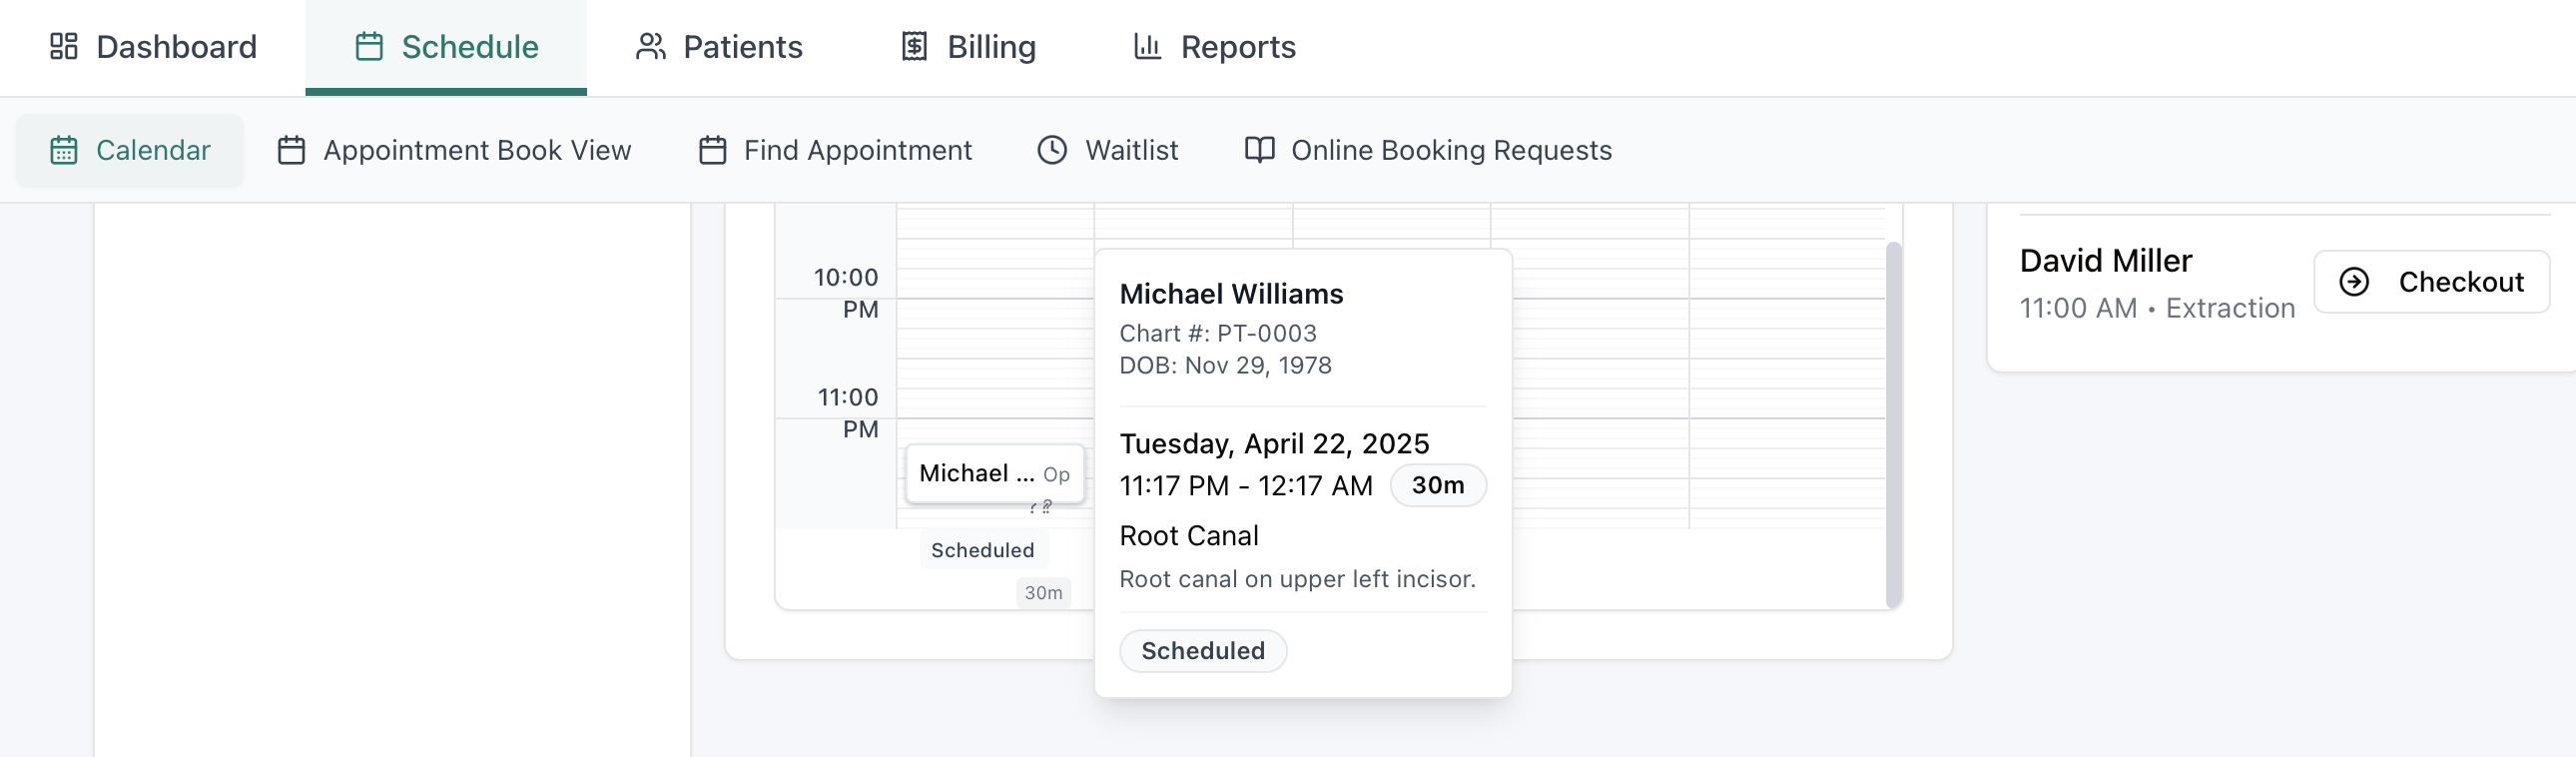 Dashboard
Schedule
Patients
Billing
Reports
Calendar
Appointment Book View
Find Appointment
Waitlist
Online Booking Requests
10:00
PM
11:00
PM
Michael ... Op
Scheduled
30m
Michael Williams
Chart #: PT-0003
DOB: Nov 29, 1978
Tuesday, April 22, 2025
11:17 PM - 12:17 AM 30m
Root Canal
Root canal on upper left incisor.
Scheduled
David Miller
11:00 AM • Extraction
Checkout